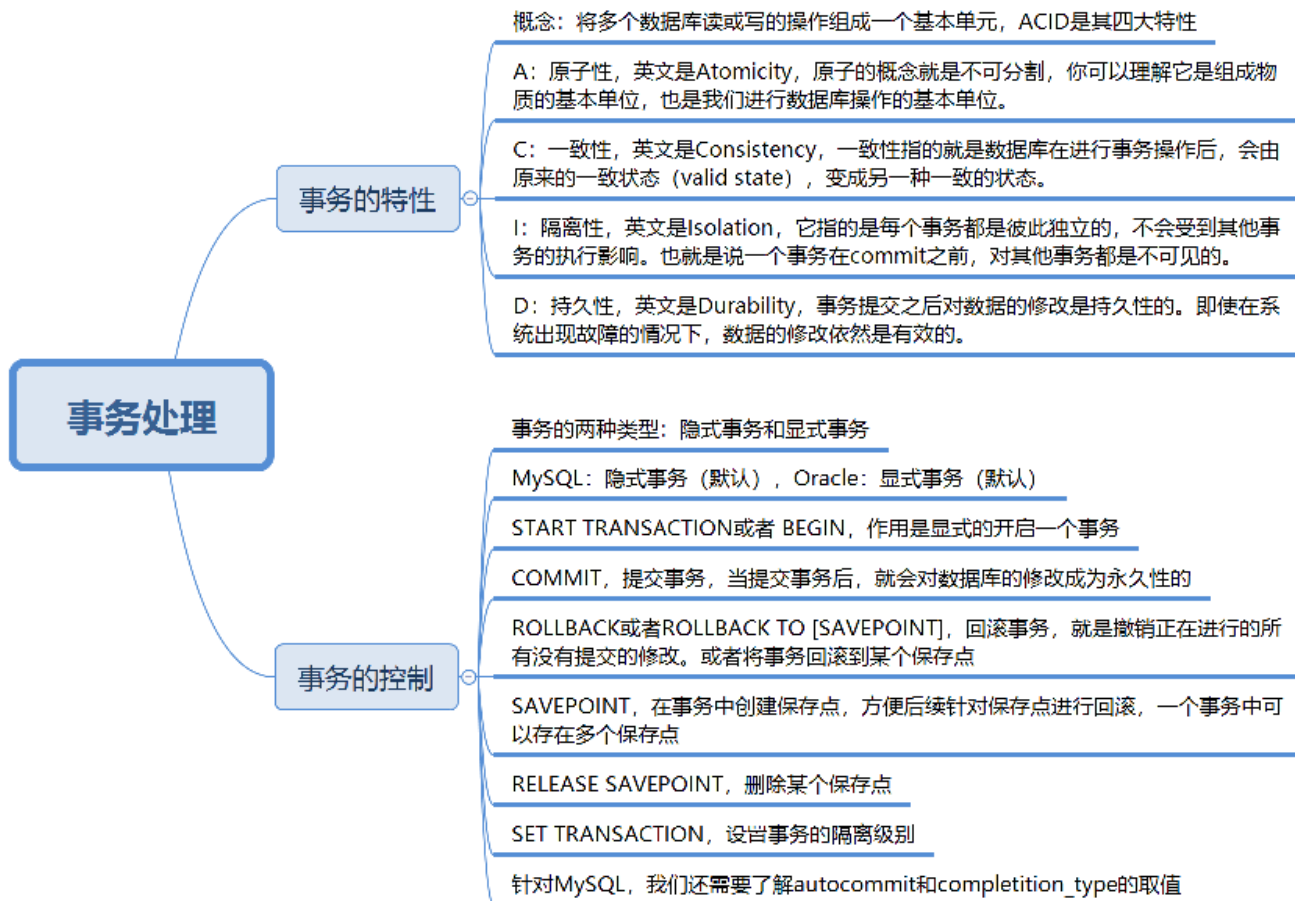 事务处理
事务的特性
概念：将多个数据库读或写的操作组成一个基本单元，ACID是其四大特性
A：原子性，英文是Atomicity，原子的概念就是不可分割，你可以理解它是组成物
质的基本单位，也是我们进行数据库操作的基本单位。
C：一致性，英文是Consistency，一致性指的就是数据库在进行事务操作后，会由
原来的一致状态（valid state），变成另一种一致的状态。
I：隔离性，英文是Isolation，它指的是每个事务都是彼此独立的，不会受到其他事
务的执行影响。也就是说一个事务在commit之前，对其他事务都是不可见的。
D：持久性，英文是Durability，事务提交之后对数据的修改是持久性的。即使在系
统出现故障的情况下，数据的修改依然是有效的。
事务的控制
事务的两种类型：隐式事务和显式事务
MySQL：隐式事务（默认），Oracle：显式事务（默认）
START TRANSACTION或者 BEGIN，作用是显式的开启一个事务
COMMIT，提交事务，当提交事务后，就会对数据库的修改成为永久性的
ROLLBACK或者ROLLBACK TO [SAVEPOINT]，回滚事务，就是撤销正在进行的所
有没有提交的修改。或者将事务回滚到某个保存点
SAVEPOINT，在事务中创建保存点，方便后续针对保存点进行回滚，一个事务中可
以存在多个保存点
RELEASE SAVEPOINT，删除某个保存点
SET TRANSACTION，设置事务的隔离级别
针对MySQL，我们还需要了解autocommit和completition_type的取值